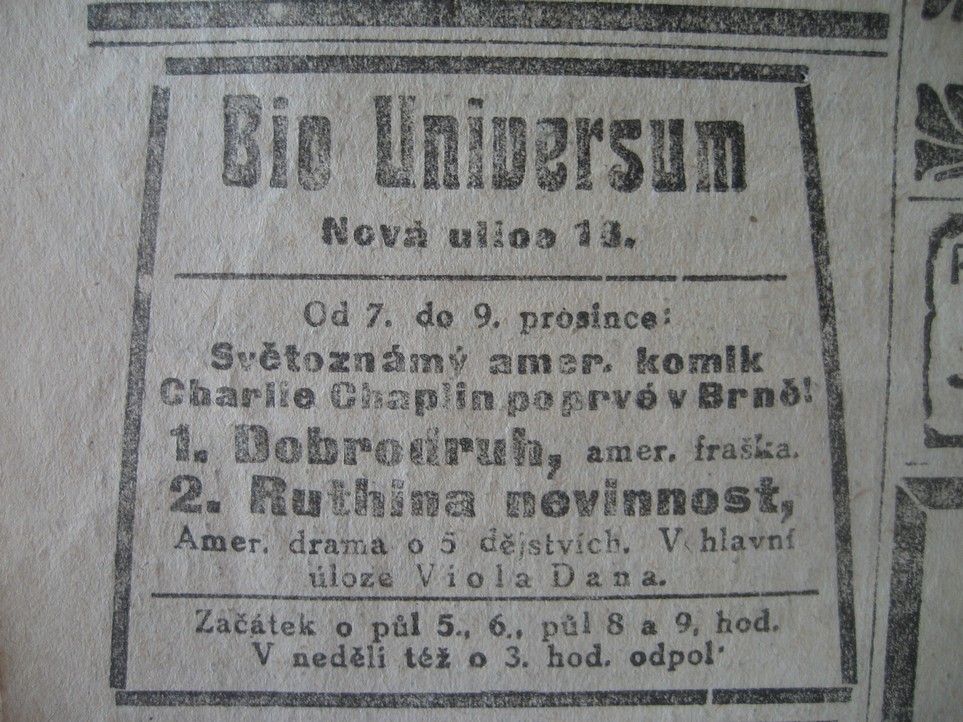 Bio Universum
Nová ulice 13.
Od 7. do 9. prosince:
Světoznámý amer. komik
Charlie Chaplin poprvé v Brně!
1. Dobrodruh, amer. fraška.
2. Ruthina nevinnost,
Amer. drama o 5 dějstvích. V hlavní
úloze Viola Dana.
Začátek o půl 5., 6., půl 8 a 9, hod.
V neděli též o 3. hod. odpol.